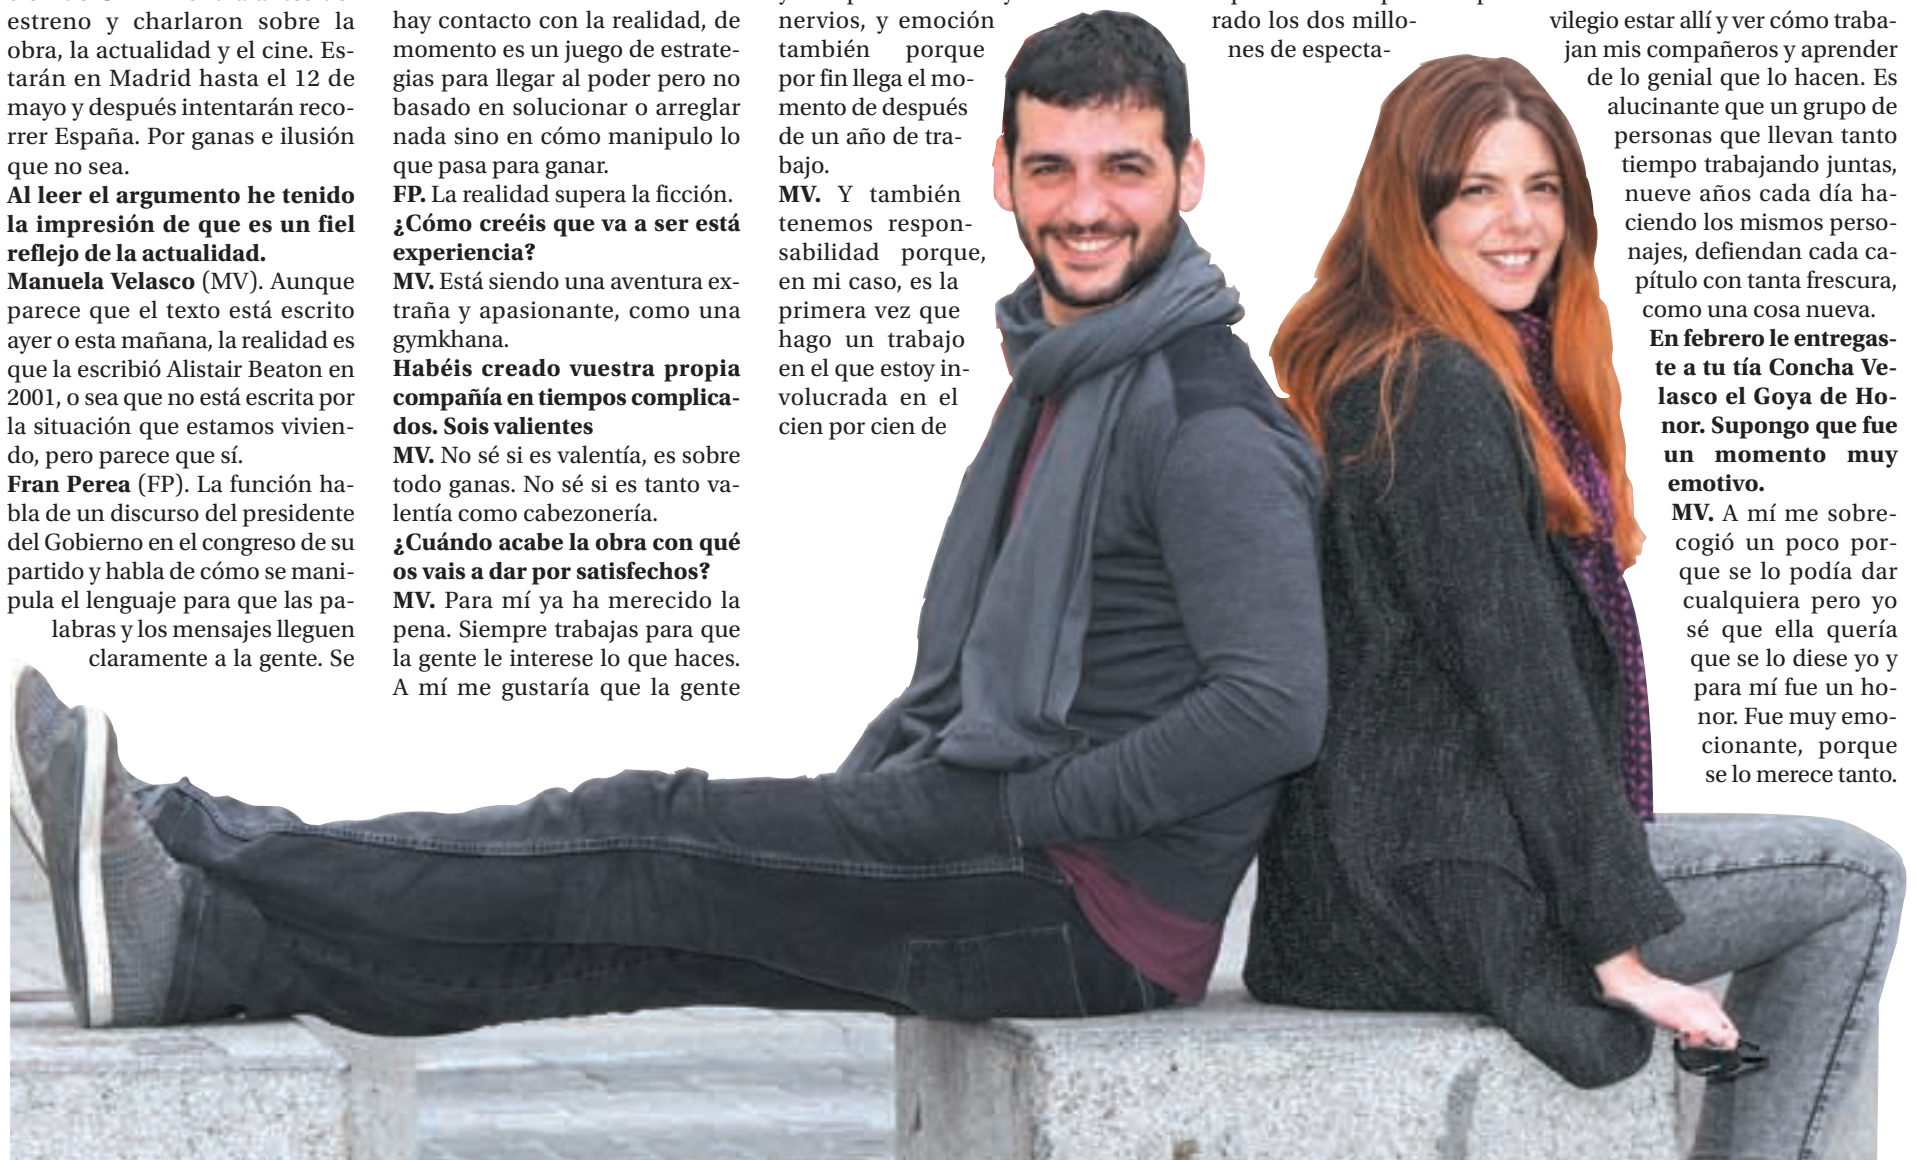 estreno y charlaron sobre la
obra, la actualidad y el cine. Es-
tarán en Madrid hasta el 12 de
mayo y después intentarán reco-
rrer España. Por ganas e ilusión
que no sea.
Al leer el argumento he tenido
la impresión de que es un fiel
reflejo de la actualidad.
Manuela Velasco (MV). Aunque
parece que el texto está escrito
ayer o esta mañana, la realidad es
que la escribió Alistair Beaton en
2001, o sea que no está escrita por
la situación que estamos vivien-
do, pero parece que sí.
Fran Perea (FP). La función ha-
bla de un discurso del presidente
del Gobierno en el congreso de su
partido y habla de cómo se mani-
pula el lenguaje para que las pa-
labras y los mensajes lleguen
claramente a la gente. Se
hay contacto con la realidad, de
momento es un juego de estrate-
gias para llegar al poder pero no
basado en solucionar o arreglar
nada sino en cómo manipulo lo
que pasa para ganar.
FP. La realidad supera la ficción.
¿Cómo creéis que va a ser está
experiencia?
MV. Está siendo una aventura ex-
traña y apasionante, como una
gymkhana.
Habéis creado vuestra propia
compañía en tiempos complica-
dos. Sois valientes
MV. No sé si es valentía, es sobre
todo ganas. No sé si es tanto va-
lentía como cabezonería.
¿Cuándo acabe la obra con qué
os vais a dar por satisfechos?
MV. Para mí ya ha merecido la
pena. Siempre trabajas para que
la gente le interese lo que haces.
A mí me gustaría que la gente
nervios, y emoción
también porque
por fin llega el mo-
mento de después
de un año de tra-
bajo.
MV. Y también
tenemos respon-
sabilidad porque,
en mi caso, es la
primera vez que
hago un trabajo
en el que estoy in-
volucrada en el
cien por cien de
rado los dos millo-
nes de especta-
vilegio estar allí y ver cómo traba-
jan mis compañeros y aprender
de lo genial que lo hacen. Es
alucinante que un grupo de
personas que llevan tanto
tiempo trabajando juntas,
nueve años cada día ha-
ciendo los mismos perso-
najes, defiendan cada ca-
pítulo con tanta frescura,
como una cosa nueva.
En febrero le entregas-
te a tu tía Concha Ve-
lasco el Goya de Ho-
nor. Supongo que fue
un momento muy
emotivo.
MV. A mí me sobre-
cogió un poco por-
que se lo podía dar
cualquiera pero yo
sé que ella quería
que se lo diese yo y
para mí fue un ho-
nor. Fue muy emo-
cionante, porque
se lo merece tanto.